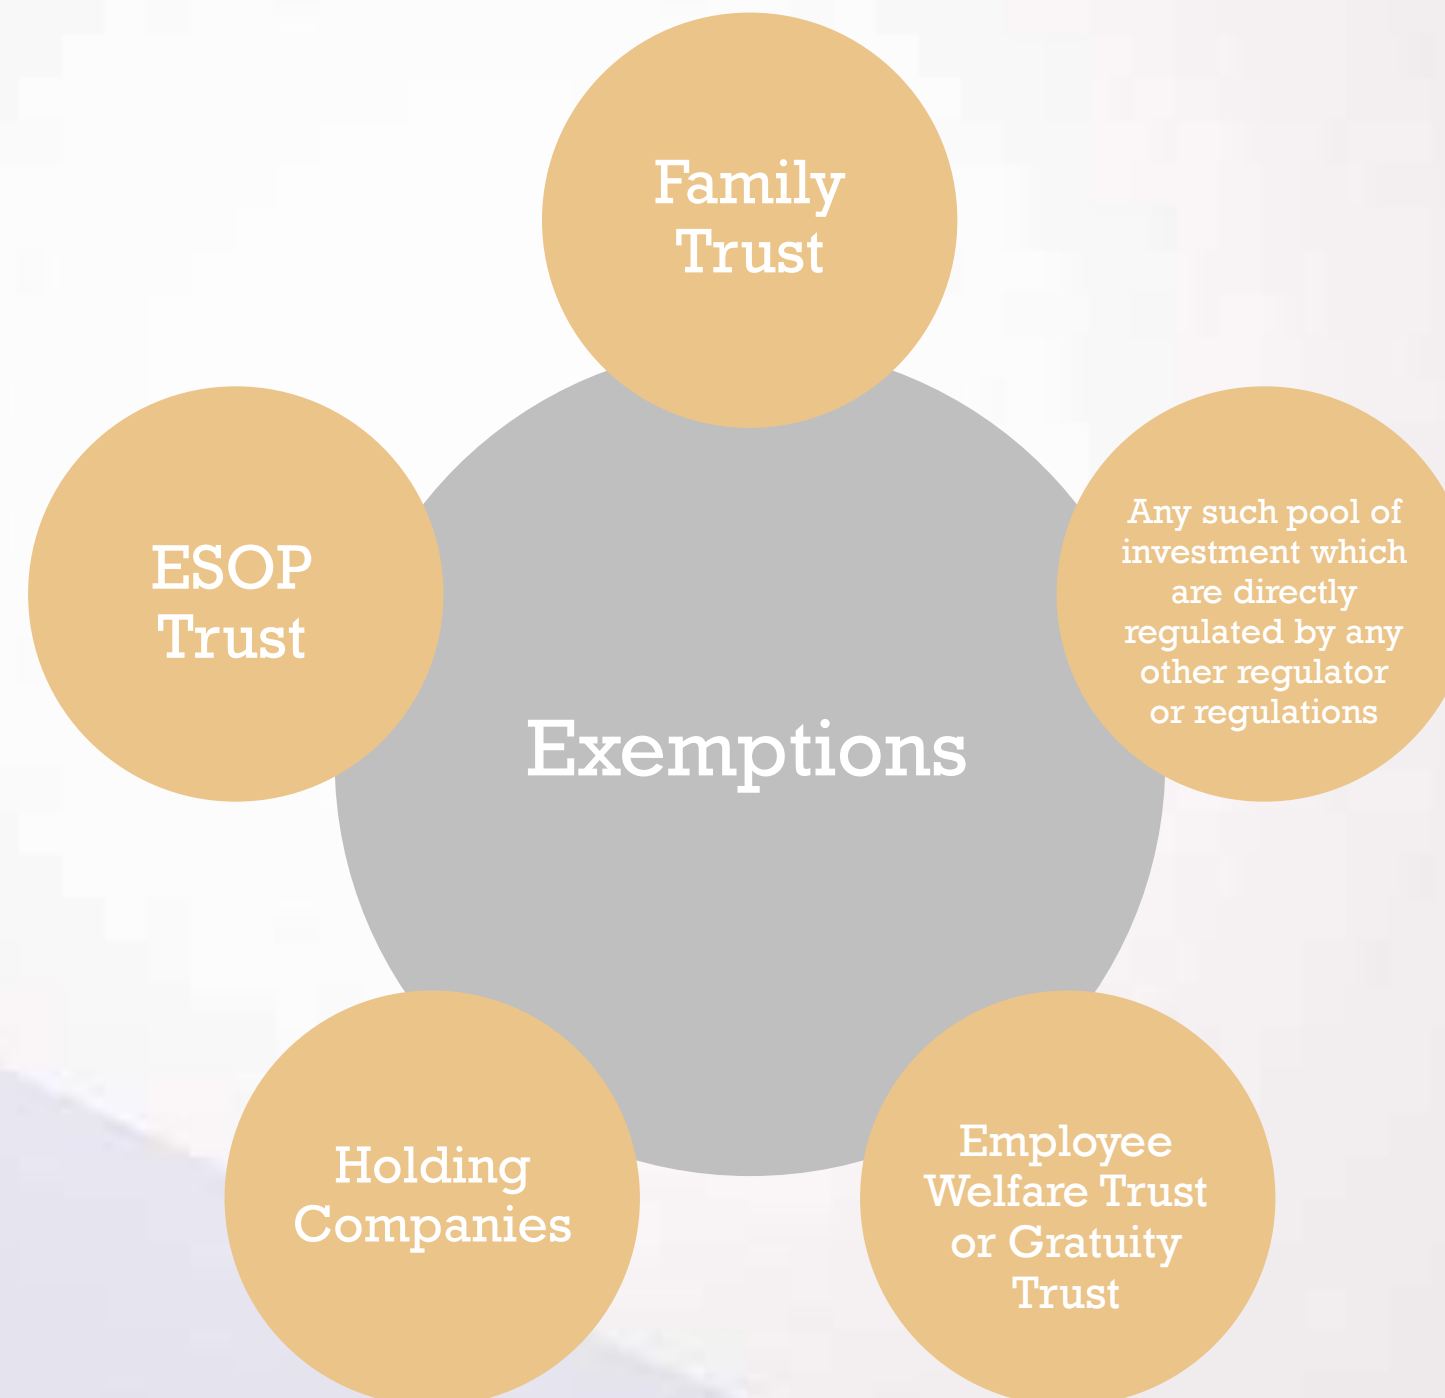 Family
Trust
Any such pool of
investment which
are directly
regulated by any
other regulator
or regulations
Employee
Welfare Trust
or Gratuity
Trust
Holding
Companies
ESOP
Trust
Exemptions